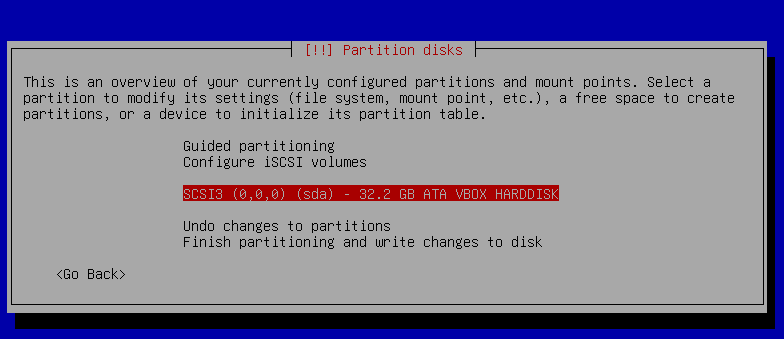 [!!] Partition disks
This is an overview of your currently configured partitions and mount points. Select a
partition to modify its settings (file system, mount point, etc.), a free space to create
partitions, or a device to initialize its partition table.
Guided partitioning
Configure iSCSI volumes
SCSI3 (0,0,0) (sda) - 32.2 GB ATA VBOX HARDDISK
Undo changes to partitions
Finish partitioning and write changes to disk
<Go Back>